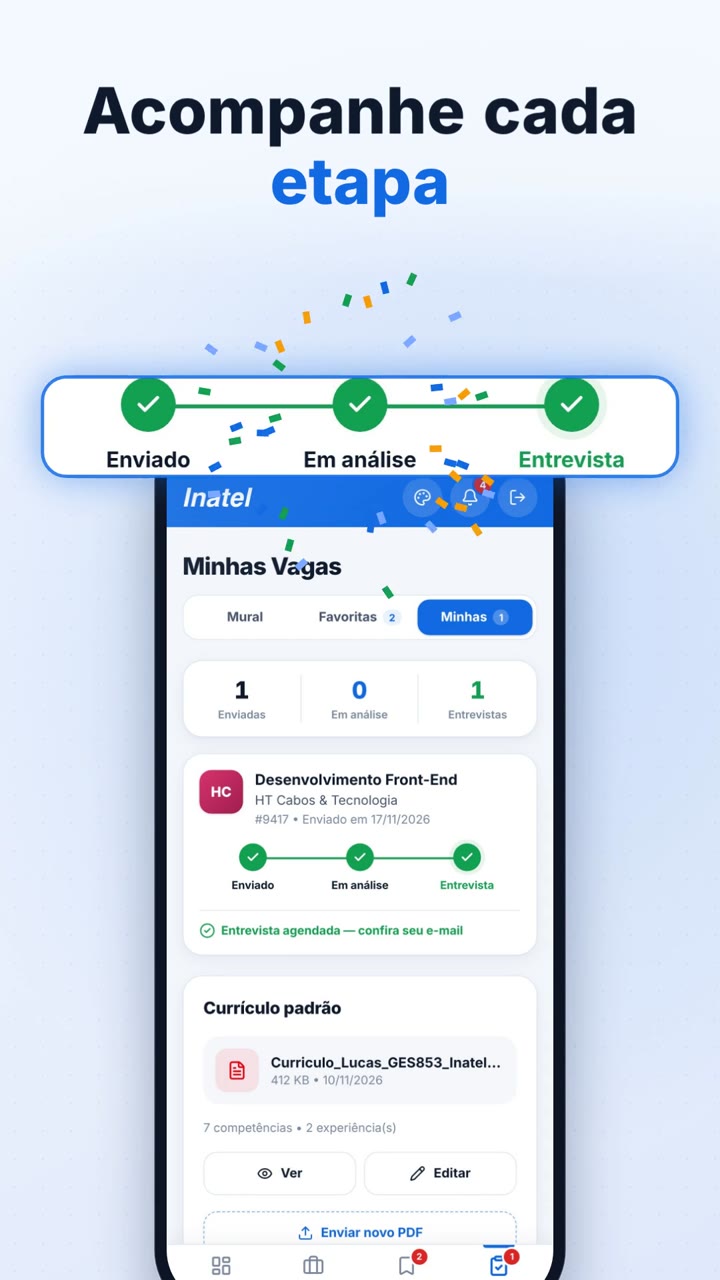 Acompanhe cada
etapa
Enviado Em análise Entrevista
Inatel 4
Minhas Vagas
Mural Favoritas 2 Minhas 1
1 0 1
Enviadas Em análise Entrevistas
HC Desenvolvimento Front-End
HT Cabos & Tecnologia
#9417 • Enviado em 17/11/2026
Enviado Em análise Entrevista
Entrevista agendada — confira seu e-mail
Currículo padrão
Curriculo_Lucas_GES853_Inatel...
412 KB • 10/11/2026
7 competências • 2 experiência(s)
Ver Editar
Enviar novo PDF
2 1